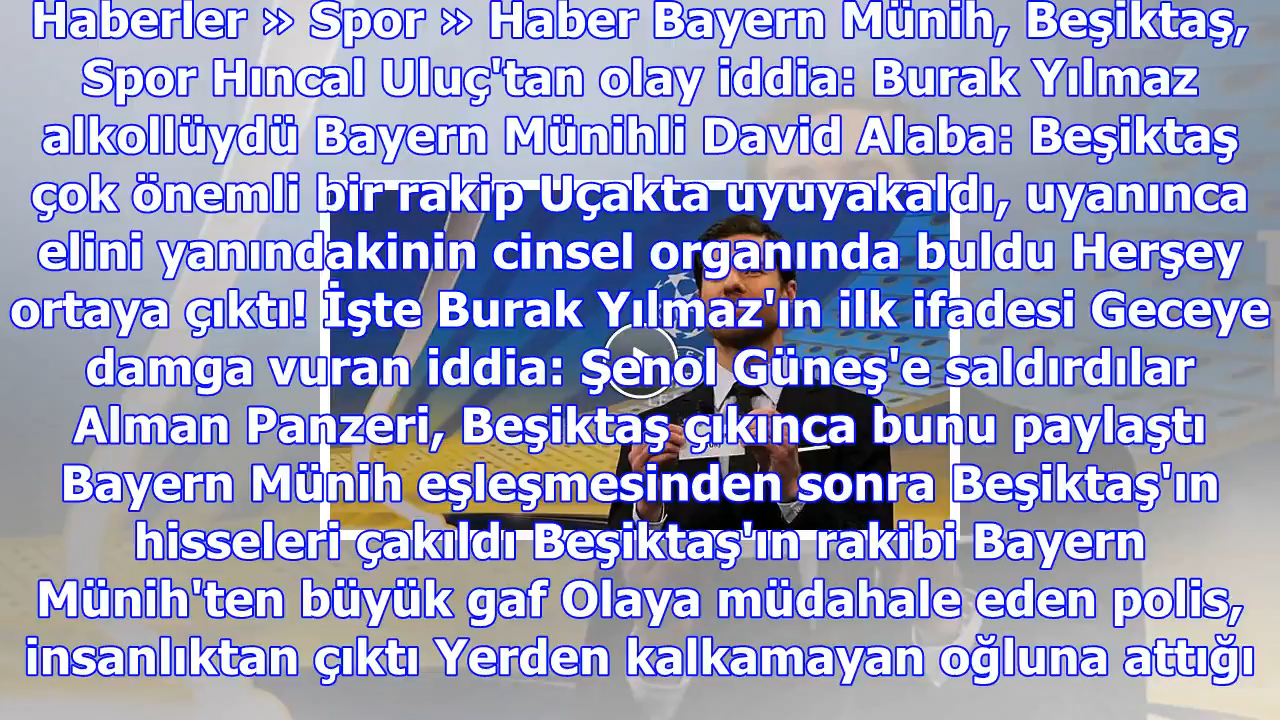 Haberler » Spor » Haber Bayern Münih, Beşiktaş,
Spor Hıncal Uluç'tan olay iddia: Burak Yılmaz
alkollüydü Bayern Münihli David Alaba: Beşiktaş
çok önemli bir rakip Uçakta uyuyakaldı, uyanınca
elini yanındakinin cinsel organında buldu Herşey
ortaya çıktı! İşte Burak Yılmaz'ın ilk ifadesi Geceye
damga vuran iddia: Şenol Güneş'e saldırdılar
Alman Panzeri, Beşiktaş çıkınca bunu paylaştı
Bayern Münih eşleşmesinden sonra Beşiktaş'ın
hisseleri çakıldı Beşiktaş'ın rakibi Bayern
Münih'ten büyük gaf Olaya müdahale eden polis,
insanlıktan çıktı Yerden kalkamayan oğluna attığı